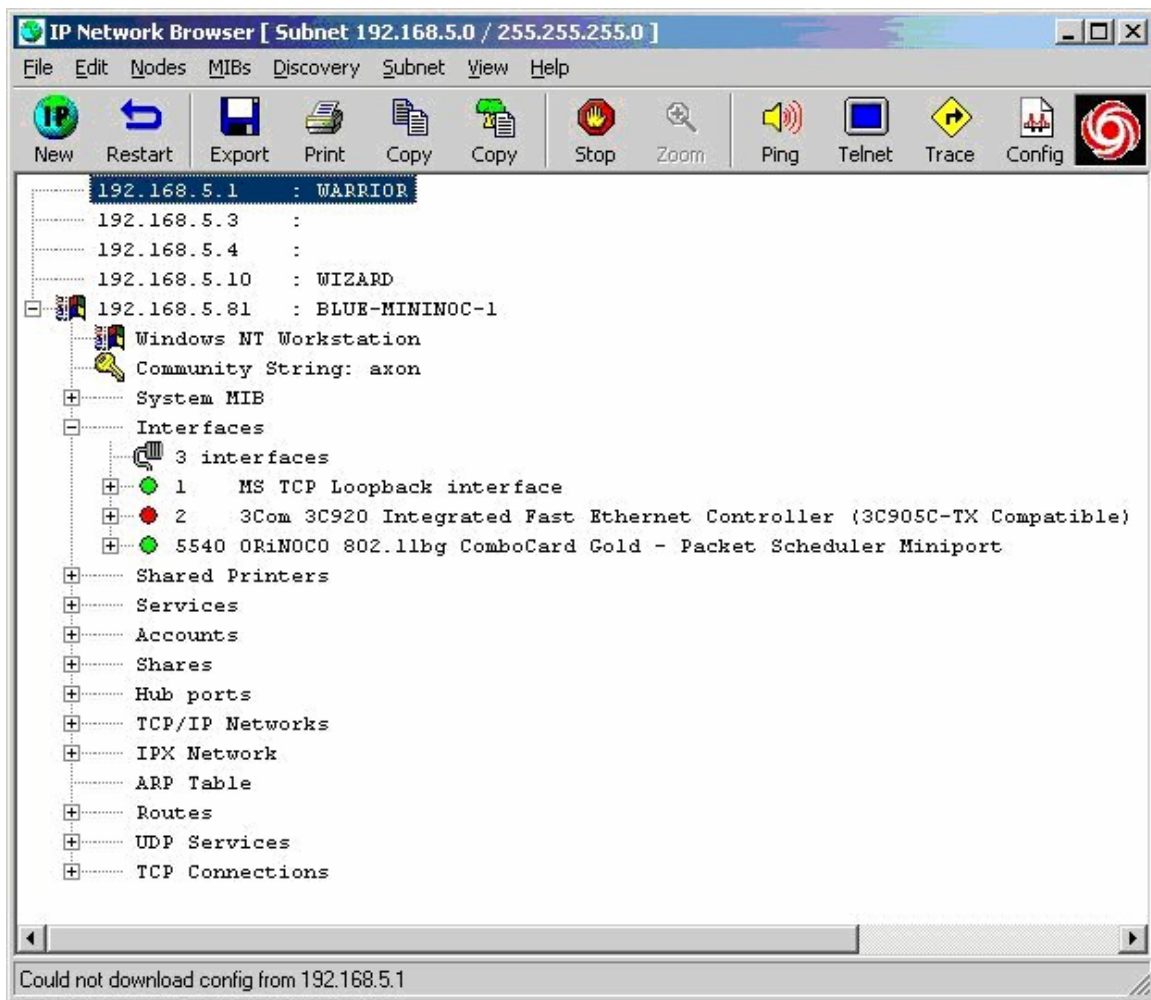 IP Network Browser [ Subnet 192.168.5.0 / 255.255.255.0 ]
File Edit Nodes MIBs Discovery Subnet View Help
IP
New Restart Export Print Copy Copy Stop Zoom Ping Telnet Trace Config
192.168.5.1 : WARRIOR
192.168.5.3 :
192.168.5.4 :
192.168.5.10 : WIZARD
192.168.5.81 : BLUE-MININOC-1
Windows NT Workstation
Community String: axon
System MIB
Interfaces
3 interfaces
1 MS TCP Loopback interface
2 3Com 3C920 Integrated Fast Ethernet Controller (3C905C-TX Compatible)
5540 ORiNOCO 802.11bg ComboCard Gold - Packet Scheduler Miniport
Shared Printers
Services
Accounts
Shares
Hub ports
TCP/IP Networks
IPX Network
ARP Table
Routes
UDP Services
TCP Connections
Could not download config from 192.168.5.1